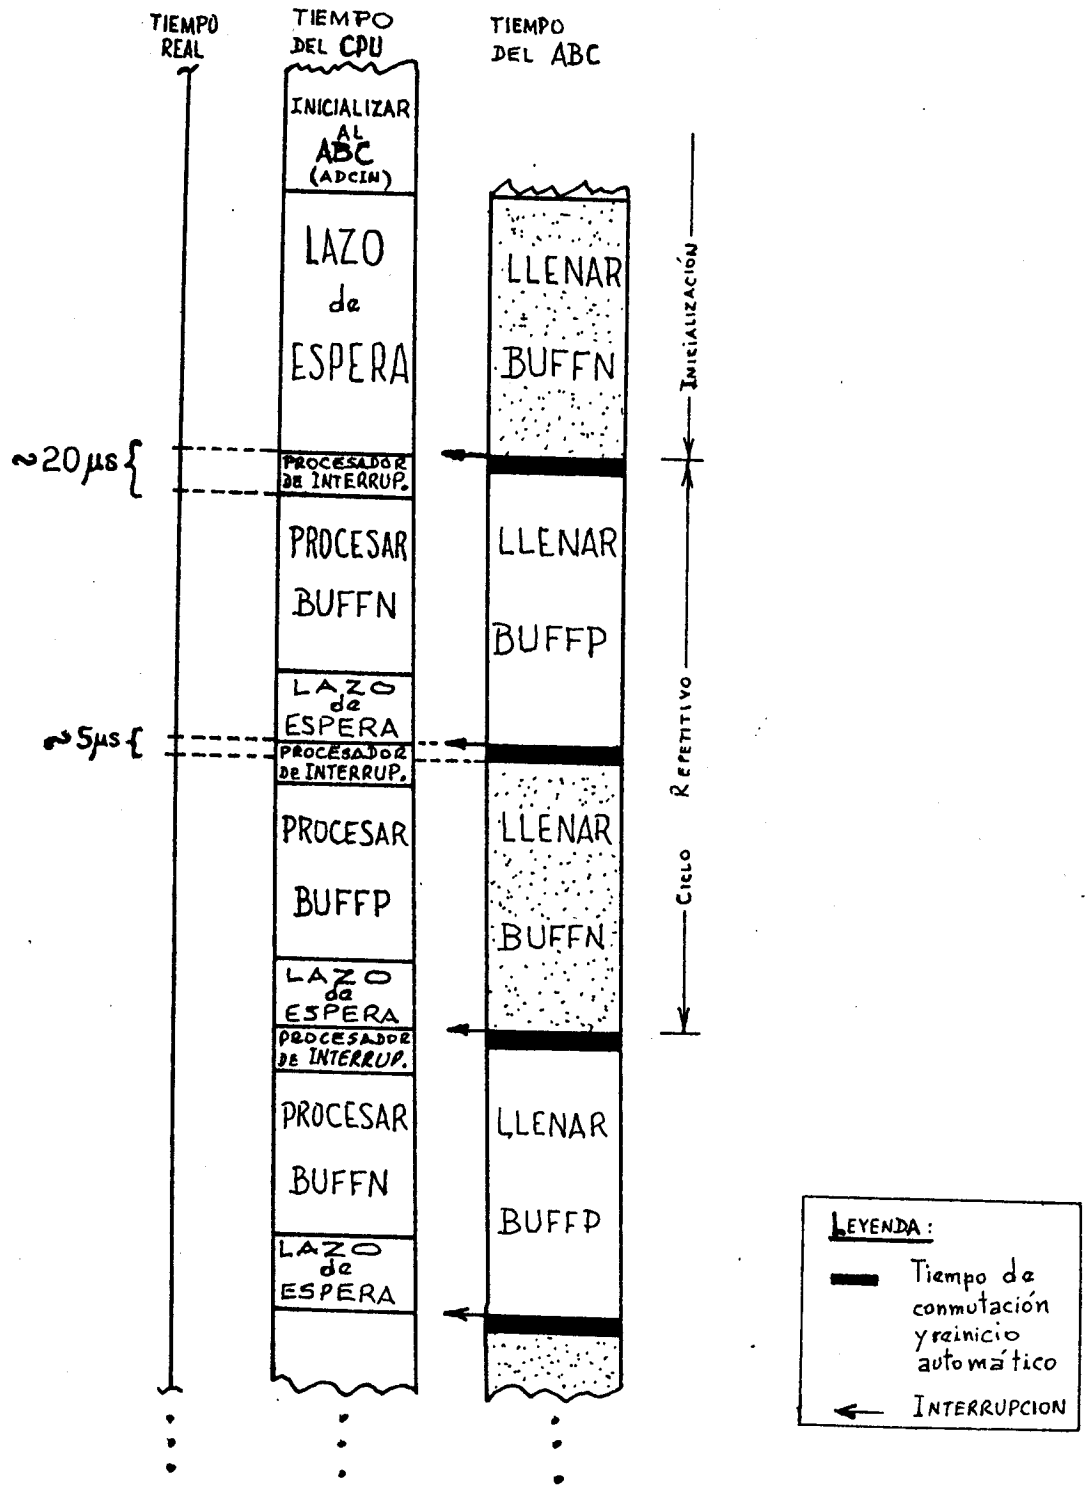 TIEMPO
REAL
TIEMPO
DEL CPU
TIEMPO
DEL ABC
INICIALIZAR
AL
ABC
(ADCIN)
LAZO
de
ESPERA
LLENAR
BUFFN
INICIALIZACIÓN
~20 µs {
PROCESADOR
DE INTERRUP.
PROCESAR
BUFFN
LLENAR
BUFFP
LAZO
de
ESPERA
~5µs {
PROCESADOR
De INTERRUP.
CICLO REPETITIVO
PROCESAR
BUFFP
LLENAR
BUFFN
LAZO
de
ESPERA
PROCESADOR
DE INTERRUP.
PROCESAR
BUFFN
LLENAR
BUFFP
LAZO
de
ESPERA
LEYENDA:
Tiempo de
conmutación
y reinicio
automático
INTERRUPCION